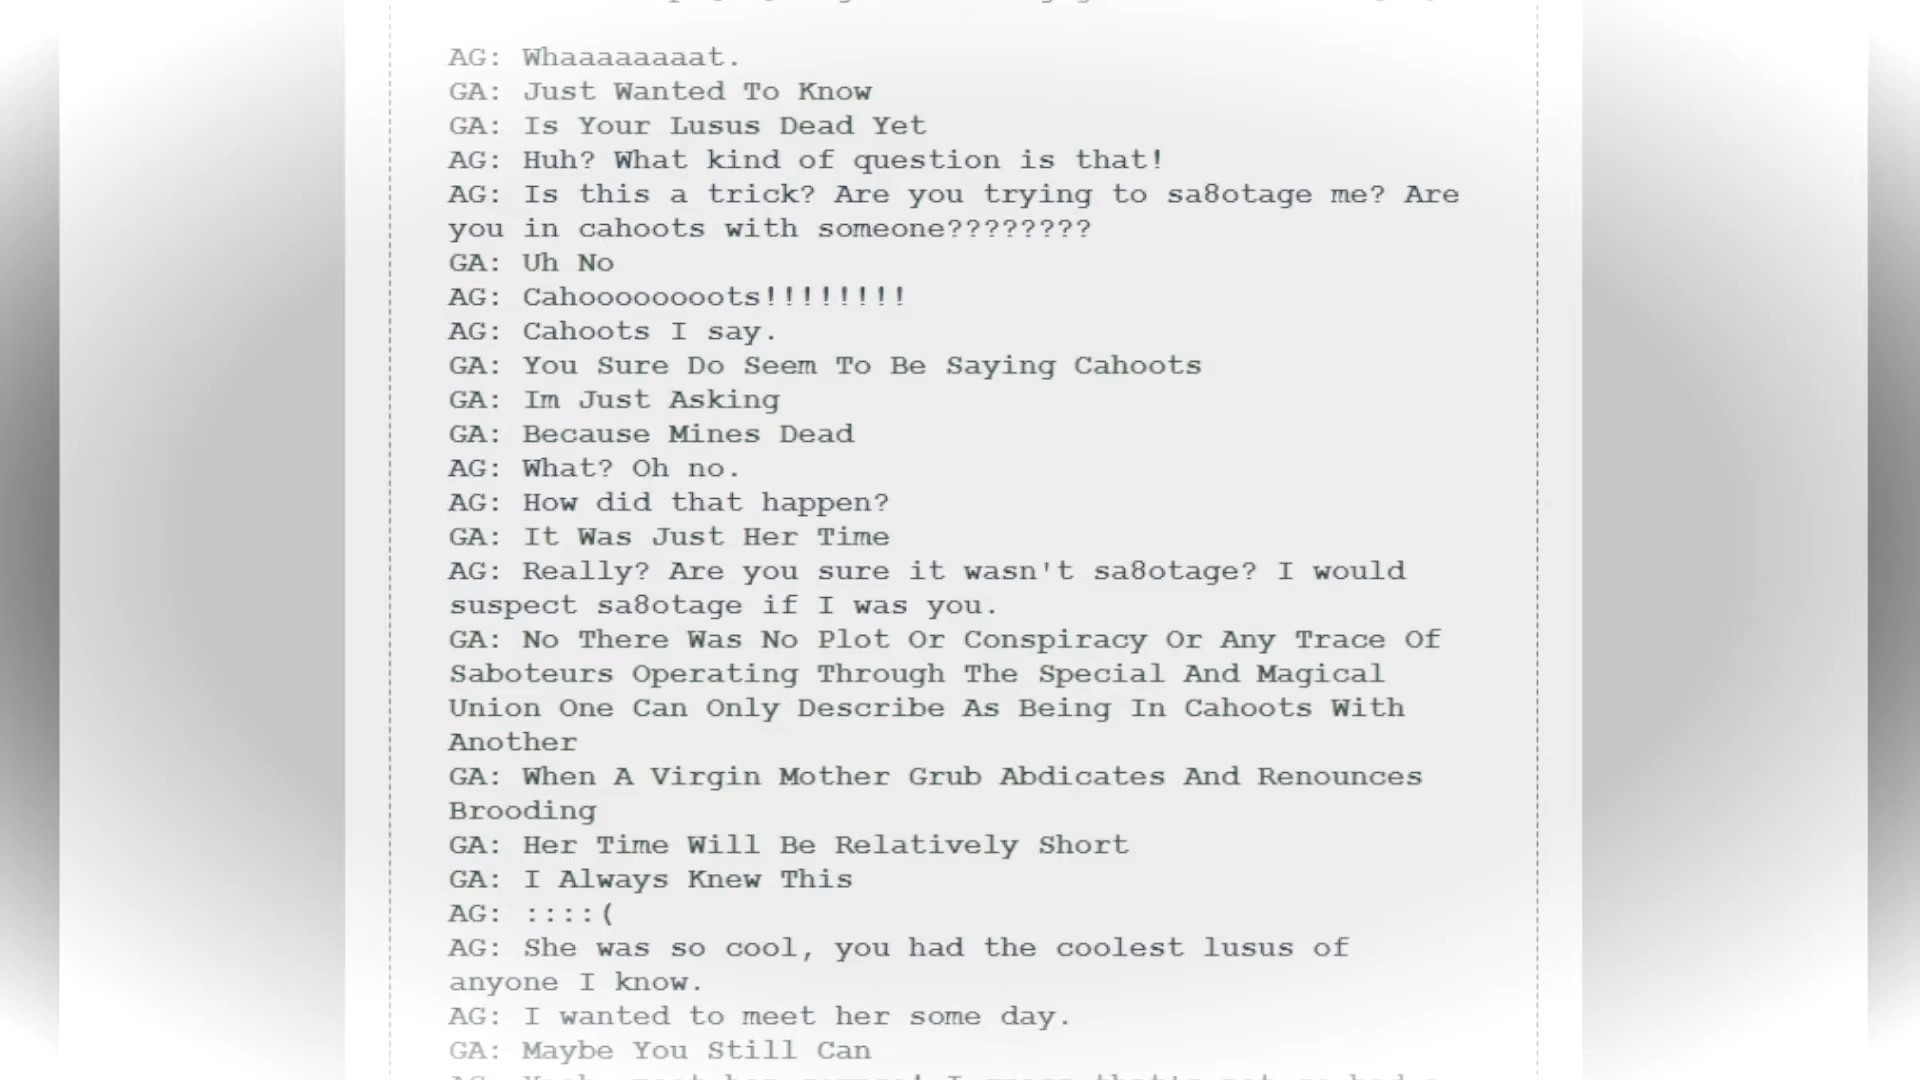 AG: Whaaaaaaaat.
GA: Just Wanted To Know
GA: Is Your Lusus Dead Yet
AG: Huh? What kind of question is that!
AG: Is this a trick? Are you trying to sa8otage me? Are
you in cahoots with someone????????
GA: Uh No
AG: Cahoooooooots!!!!!!!!
AG: Cahoots I say.
GA: You Sure Do Seem To Be Saying Cahoots
GA: Im Just Asking
GA: Because Mines Dead
AG: What? Oh no.
AG: How did that happen?
GA: It Was Just Her Time
AG: Really? Are you sure it wasn't sa8otage? I would
suspect sa8otage if I was you.
GA: No There Was No Plot Or Conspiracy Or Any Trace Of
Saboteurs Operating Through The Special And Magical
Union One Can Only Describe As Being In Cahoots With
Another
GA: When A Virgin Mother Grub Abdicates And Renounces
Brooding
GA: Her Time Will Be Relatively Short
GA: I Always Knew This
AG: ::::(
AG: She was so cool, you had the coolest lusus of
anyone I know.
AG: I wanted to meet her some day.
GA: Maybe You Still Can